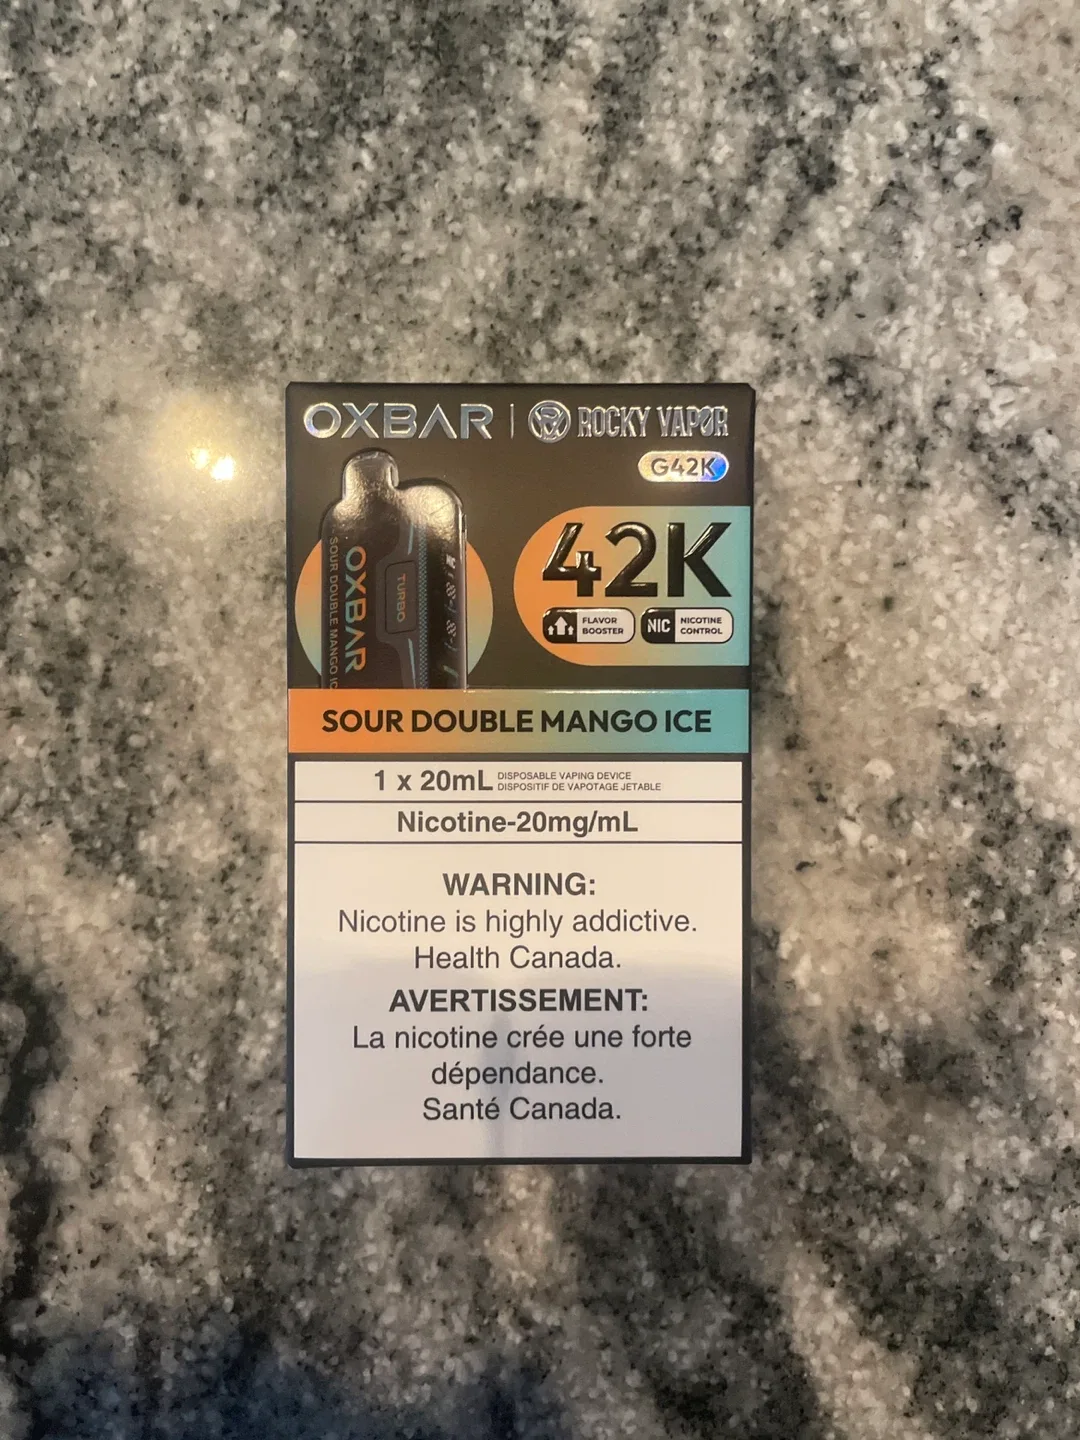 OXBAR | ROCKY VAPOR
G42K
42K
FLAVOR
BOOSTER
NIC
NICOTINE
CONTROL
OXBAR
SOUR DOUBLE MANGO IC
TURBO
SOUR DOUBLE MANGO ICE
1 x 20mL DISPOSABLE VAPING DEVICE
DISPOSITIF DE VAPOTAGE JETABLE
Nicotine-20mg/mL
WARNING:
Nicotine is highly addictive.
Health Canada.
AVERTISSEMENT:
La nicotine crée une forte
dépendance.
Santé Canada.